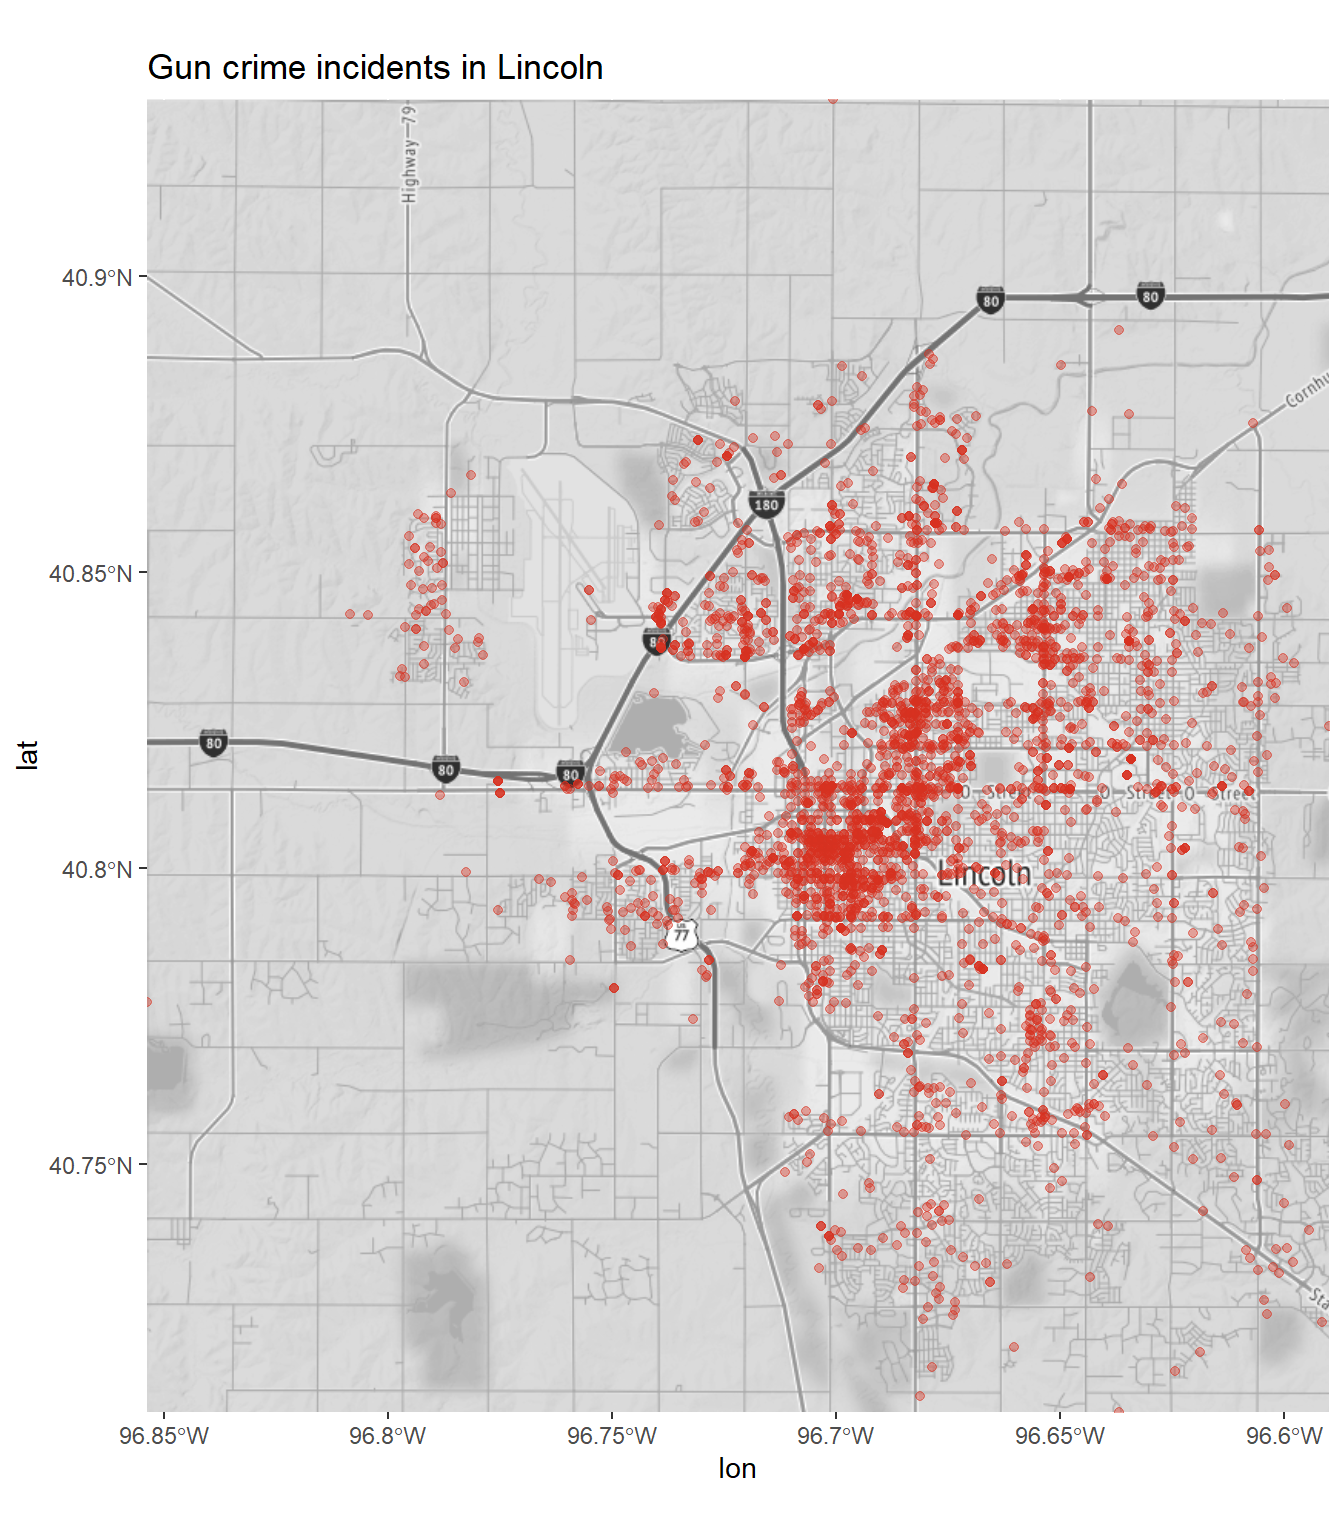 Gun crime incidents in Lincoln
Highway—79
40.9°N
80
80
Cornhu
180
40.85°N
80
lat
80
80
80
O Street O Street O Street
40.8°N
Lincoln
77
40.75°N
Sta
96.85°W 96.8°W 96.75°W 96.7°W 96.65°W 96.6°W
lon